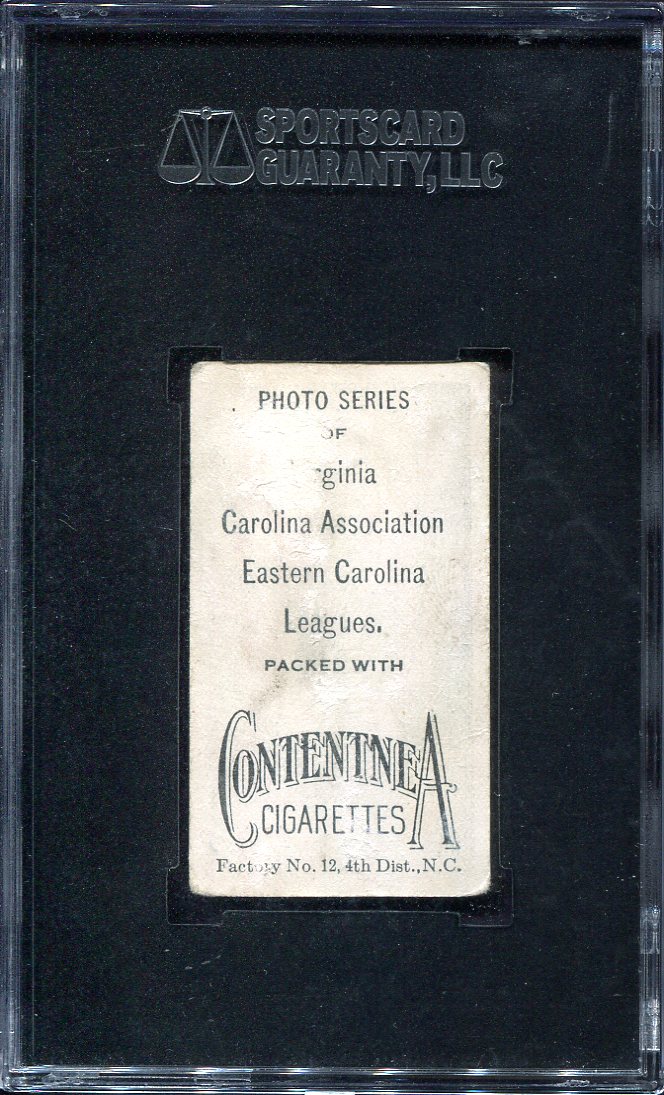 SPORTSCARD
GUARANTY, LLC
PHOTO SERIES
OF
rginia
Carolina Association
Eastern Carolina
Leagues.
PACKED WITH
CONTENTNEA
CIGARETTES
Factory No. 12, 4th Dist., N.C.